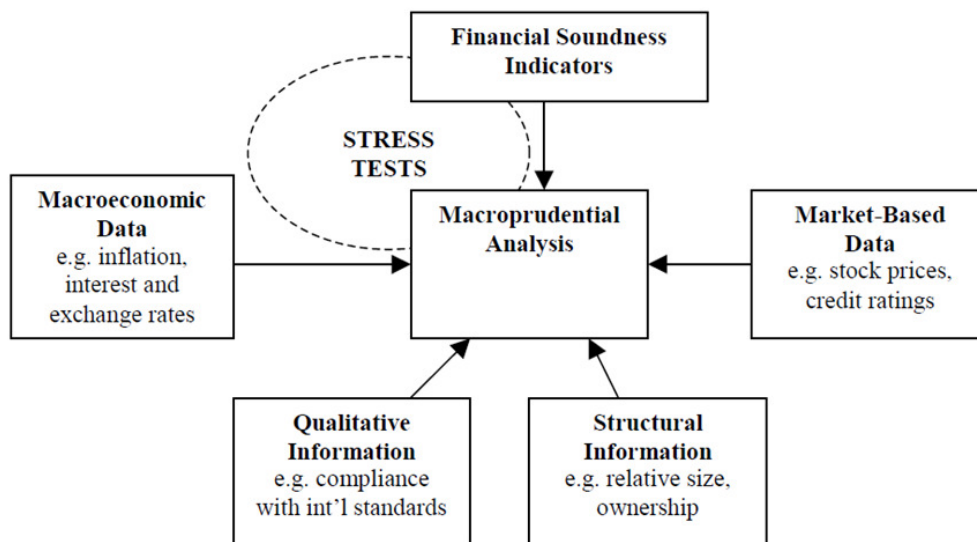 Financial Soundness
Indicators
STRESS
TESTS
Macroeconomic
Data
e.g. inflation,
interest and
exchange rates
Macroprudential
Analysis
Market-Based
Data
e.g. stock prices,
credit ratings
Qualitative
Information
e.g. compliance
with int’l standards
Structural
Information
e.g. relative size,
ownership